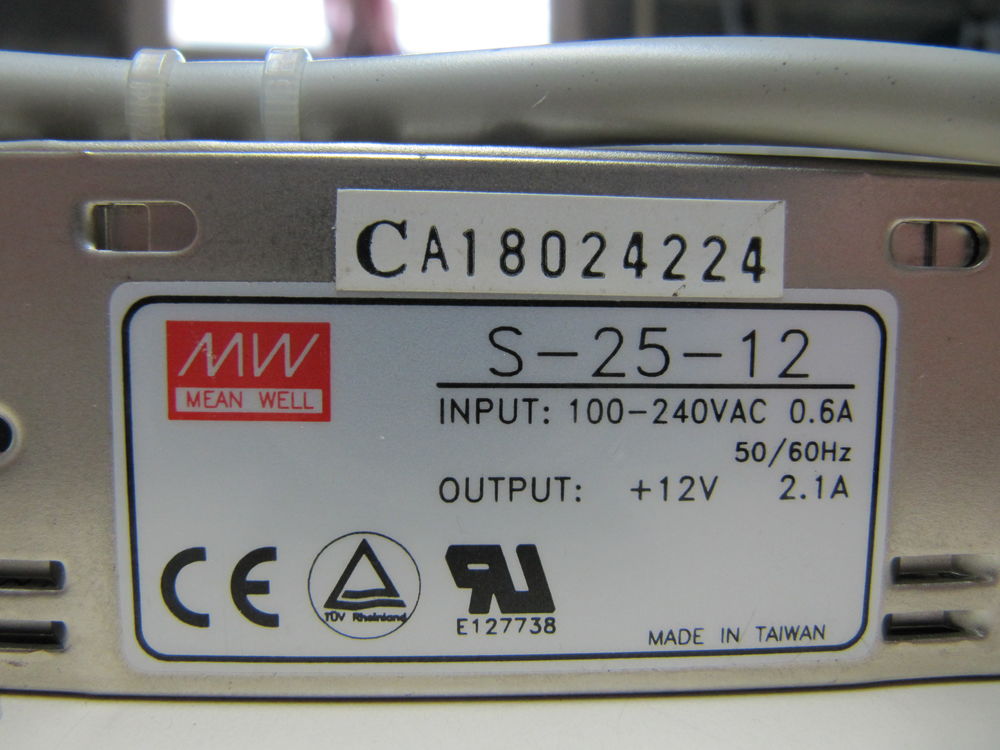 CA18024224
MW
MEAN WELL
S-25-12
INPUT: 100-240VAC 0.6A
50/60Hz
OUTPUT: +12V 2.1A
CE
TÜV Rheinland
RU
E127738
MADE IN TAIWAN